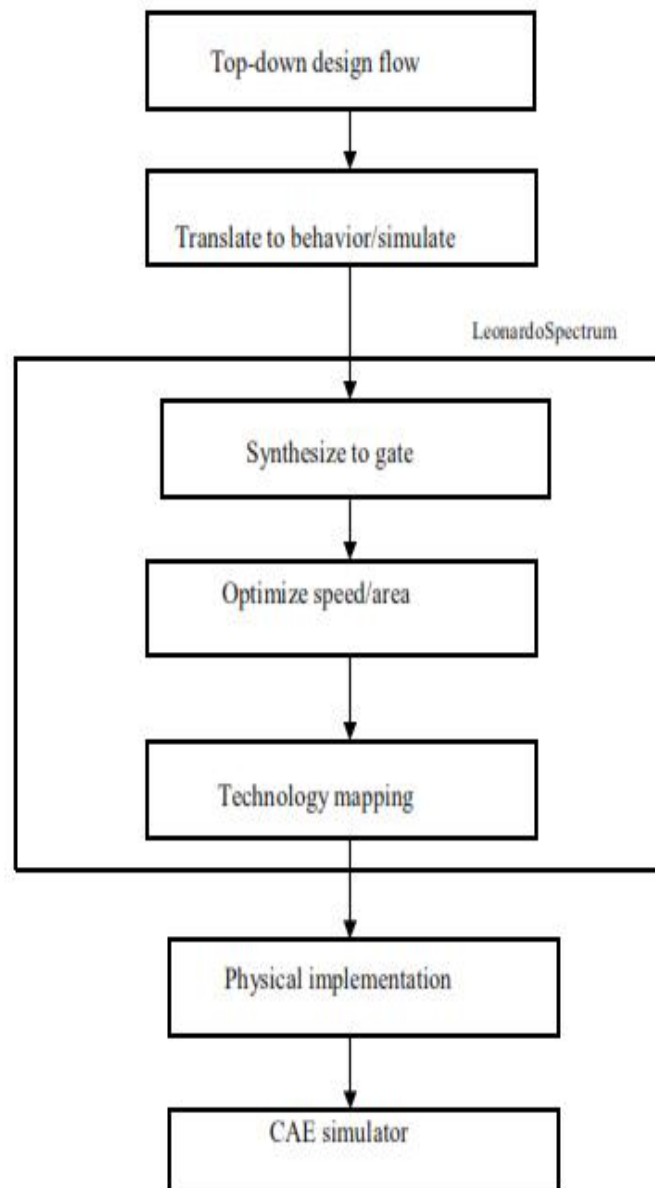 Top-down design flow
Translate to behavior/simulate
LeonardoSpectrum
Synthesize to gate
Optimize speed/area
Technology mapping
Physical implementation
CAE simulator